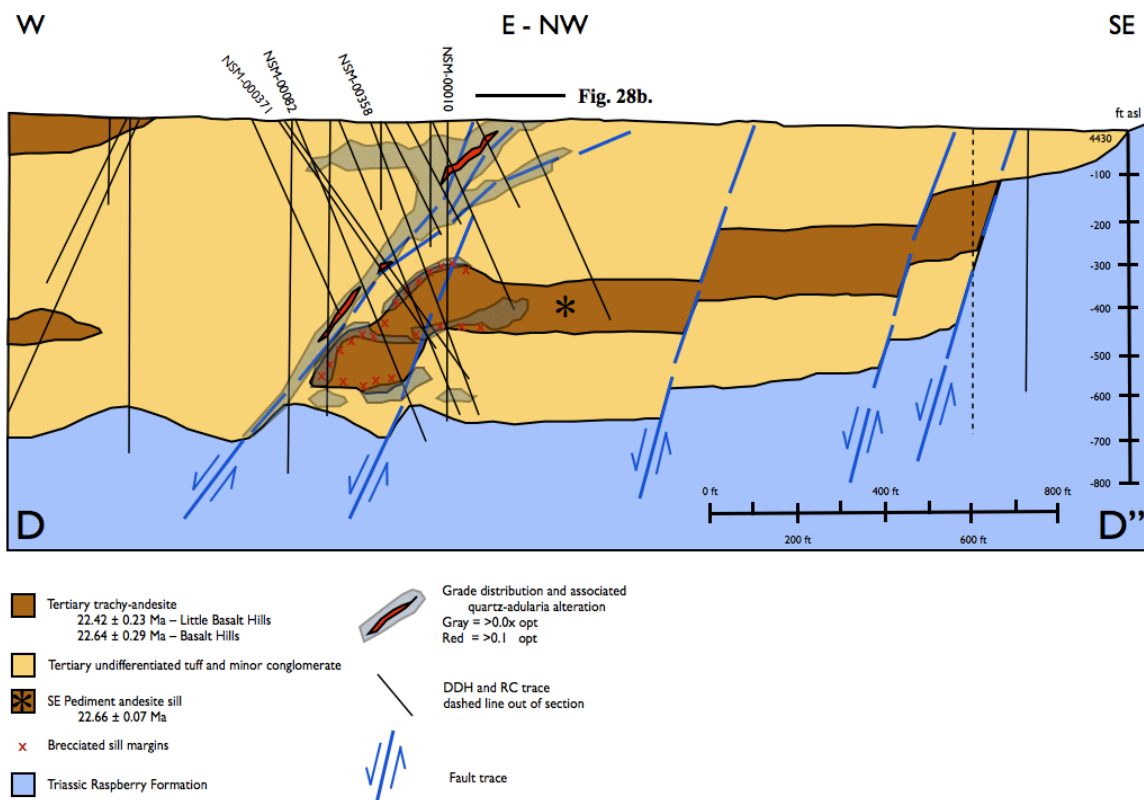 W
E - NW
SE
NSM-000371
NSM-00082
NSM-00358
NSM-00010
Fig. 28b.
ft asl
4430
-100
-200
-300
-400
-500
-600
-700
-800
*
0 ft
400 ft
800 ft
200 ft
600 ft
D
D”
Tertiary trachy-andesite
22.42 ± 0.23 Ma – Little Basalt Hills
22.64 ± 0.29 Ma – Basalt Hills
Tertiary undifferentiated tuff and minor conglomerate
SE Pediment andesite sill
22.66 ± 0.07 Ma
x Brecciated sill margins
Triassic Raspberry Formation
Grade distribution and associated
quartz-adularia alteration
Gray = >0.0x opt
Red = >0.1 opt
DDH and RC trace
dashed line out of section
Fault trace